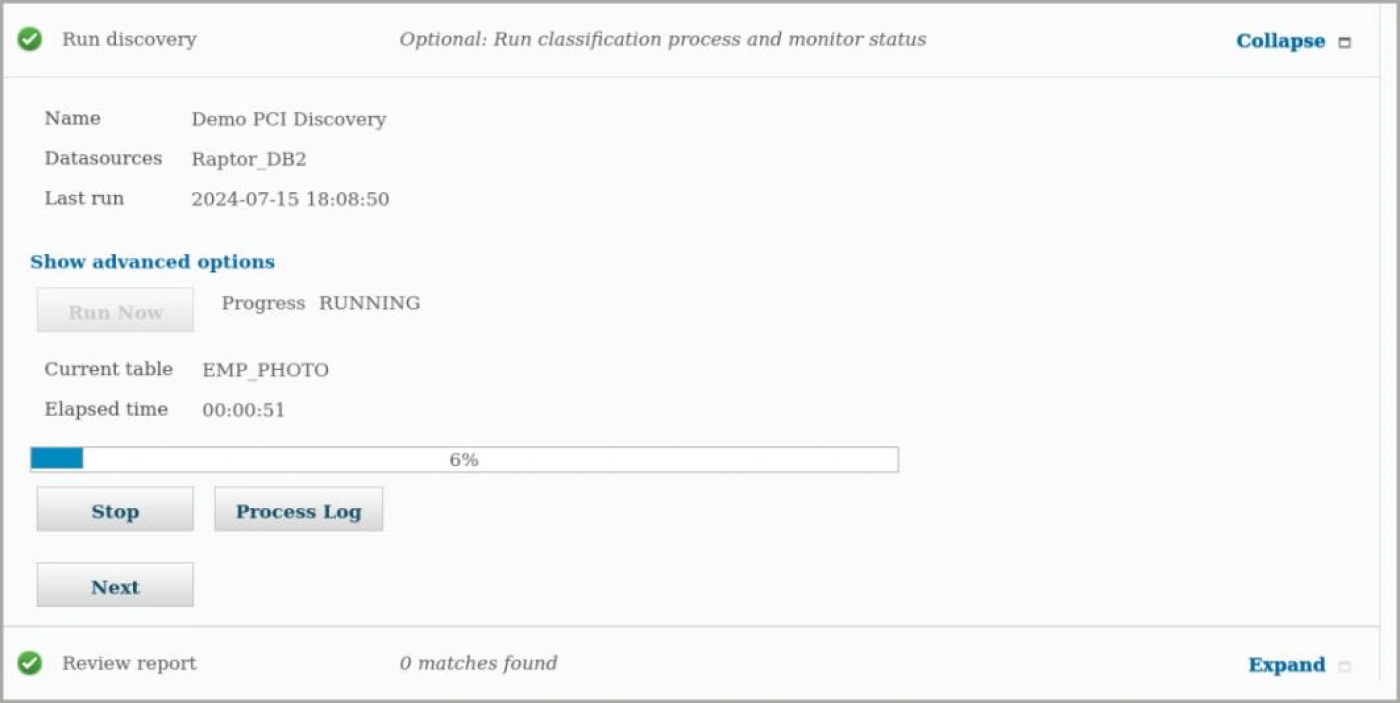 Run discovery Optional: Run classification process and monitor status Collapse
Name Demo PCI Discovery
Datasources Raptor_DB2
Last run 2024-07-15 18:08:50
Show advanced options
Run Now Progress RUNNING
Current table EMP_PHOTO
Elapsed time 00:00:51
6%
Stop Process Log
Next
Review report 0 matches found Expand